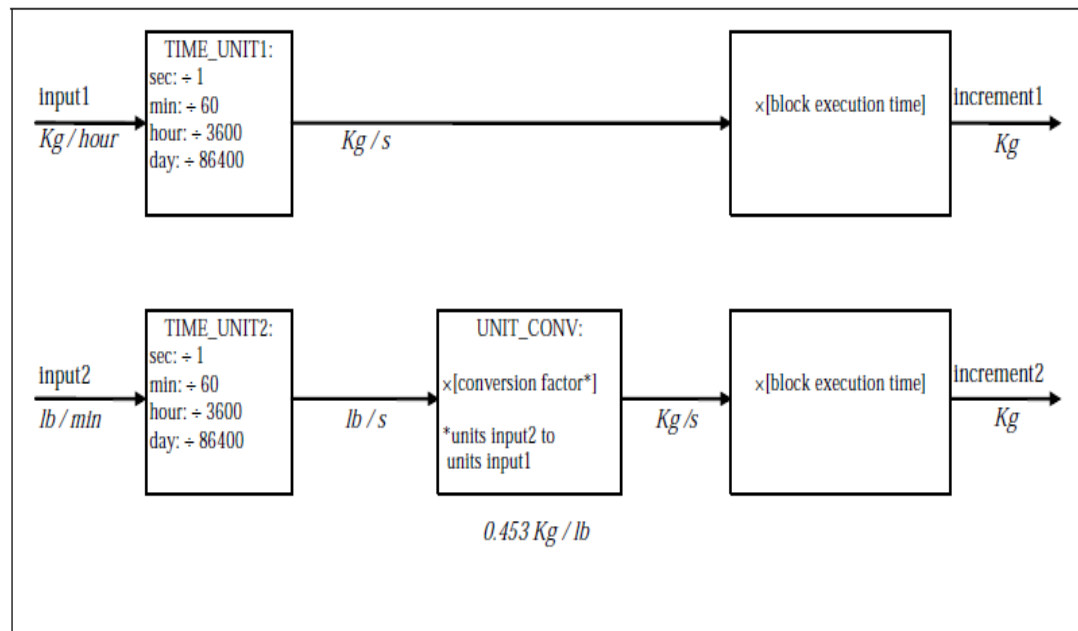 TIME_UNIT1:
sec: ÷ 1
min: ÷ 60
hour: ÷ 3600
day: ÷ 86400
input1
Kg / hour
Kg / s
×[block execution time]
increment1
Kg
TIME_UNIT2:
sec: ÷ 1
min: ÷ 60
hour: ÷ 3600
day: ÷ 86400
input2
lb / min
lb / s
UNIT_CONV:
×[conversion factor*]
*units input2 to
units input1
Kg /s
×[block execution time]
increment2
Kg
0.453 Kg / lb